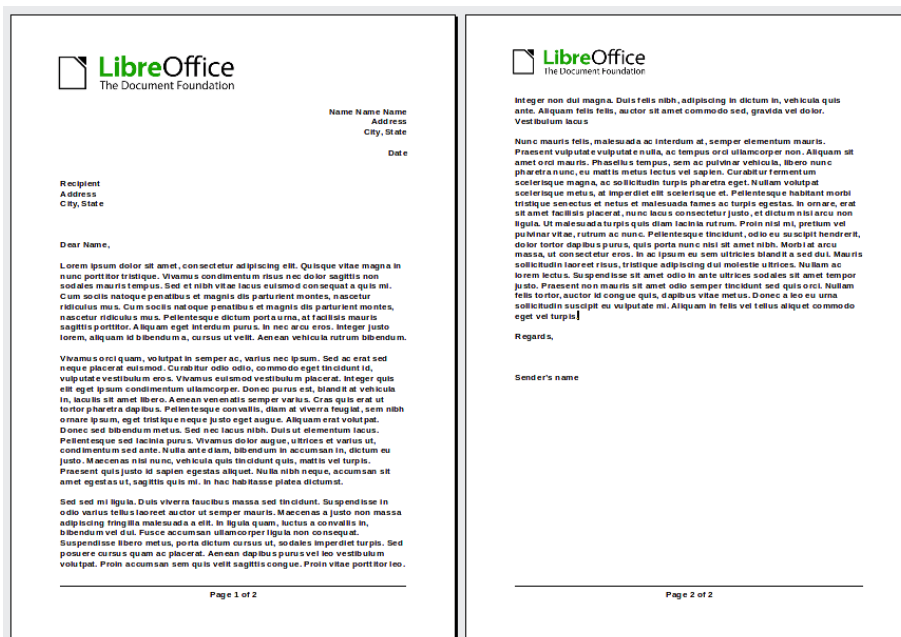 LibreOffice
The Document Foundation
Name Name Name
Address
City, State
Date
Recipient
Address
City, State
Dear Name,
Lorem ipsum dolor sit amet, consectetur adipiscing elit. Quisque vitae magna in
nunc porttitor tristique. Vivamus condimentum risus nec dolor sagittis non
sodales mauris tempus. Sed et nibh vitae lacus euismod consequat a quis mi.
Cum sociis natoque penatibus et magnis dis parturient montes, nascetur
ridiculus mus. Cum sociis natoque penatibus et magnis dis parturient montes,
nascetur ridiculus mus. Pellentesque dictum porta urna, at facilisis mauris
sagittis porttitor. Aliquam eget interdum purus. In nec arcu eros. Integer justo
lorem, aliquam id bibendum a, cursus ut velit. Aenean vehicula rutrum bibendum.
Vivamus orci quam, volutpat in semper ac, varius nec ipsum. Sed ac erat sed
neque placerat euismod. Curabitur odio odio, commodo eget tincidunt id,
vulputate vestibulum eros. Vivamus euismod vestibulum placerat. Integer quis
elit eget ipsum condimentum ullamcorper. Donec purus est, blandit at vehicula
in, iaculis sit amet libero. Aenean venenatis semper varius. Cras quis erat ut
tortor pharetra dapibus. Pellentesque convallis, diam at viverra feugiat, sem nibh
ornare ipsum, eget tristique neque justo eget augue. Aliquam erat volutpat.
Donec sed bibendum metus. Sed nec lacus nibh. Duis ut elementum lacus.
Pellentesque sed lacinia purus. Vivamus dolor augue, ultrices et varius ut,
condimentum sed ante. Nulla ante diam, bibendum in accumsan in, dictum eu
justo. Maecenas nisi nunc, vehicula quis tincidunt quis, mattis vel turpis.
Praesent quis justo id sapien egestas aliquet. Nulla nibh neque, accumsan sit
amet egestas ut, sagittis quis mi. In hac habitasse platea dictumst.
Sed sed mi ligula. Duis viverra faucibus massa sed tincidunt. Suspendisse in
odio varius tellus laoreet auctor ut semper mauris. Maecenas a justo non massa
adipiscing fringilla malesuada a elit. In ligula quam, luctus a convallis in,
bibendum vel dui. Fusce accumsan ullamcorper ligula non consequat.
Suspendisse libero metus, porta dictum cursus ut, sodales imperdiet turpis. Sed
posuere cursus quam ac placerat. Aenean dapibus purus vel leo vestibulum
volutpat. Proin accumsan sem quis velit sagittis congue. Proin vitae porttitor leo.
Page 1 of 2
LibreOffice
The Document Foundation
Integer non dui magna. Duis felis nibh, adipiscing in dictum in, vehicula quis
ante. Aliquam felis felis, auctor sit amet commodo sed, gravida vel dolor.
Vestibulum lacus
Nunc mauris felis, malesuada ac interdum at, semper elementum mauris.
Praesent vulputate vulputate nulla, ac tempus orci ullamcorper non. Aliquam sit
amet orci mauris. Phasellus tempus, sem ac pulvinar vehicula, libero nunc
pharetra nunc, eu mattis metus lectus vel sapien. Curabitur fermentum
scelerisque magna, ac sollicitudin turpis pharetra eget. Nullam volutpat
scelerisque metus, at imperdiet elit scelerisque et. Pellentesque habitant morbi
tristique senectus et netus et malesuada fames ac turpis egestas. In ornare, erat
sit amet facilisis placerat, nunc lacus consectetur justo, et dictum nisi arcu non
ligula. Ut malesuada turpis quis diam lacinia rutrum. Proin nisl mi, pretium vel
pulvinar vitae, rutrum ac nunc. Pellentesque tincidunt, odio eu suscipit hendrerit,
dolor tortor dapibus purus, quis porta nunc nisl sit amet nibh. Morbi at arcu
massa, ut consectetur eros. In ac ipsum eu sem ultricies blandit a sed dui. Mauris
sollicitudin laoreet risus, tristique adipiscing dui molestie ultrices. Nullam ac
lorem lectus. Suspendisse sit amet odio in ante ultrices sodales sit amet tempor
justo. Praesent non mauris sit amet odio semper tincidunt sed quis orci. Nullam
felis tortor, auctor id congue quis, dapibus vitae metus. Donec a leo eu urna
sollicitudin suscipit eu vulputate mi. Aliquam in felis vel tellus aliquet commodo
eget vel turpis.
Regards,
Sender's name
Page 2 of 2